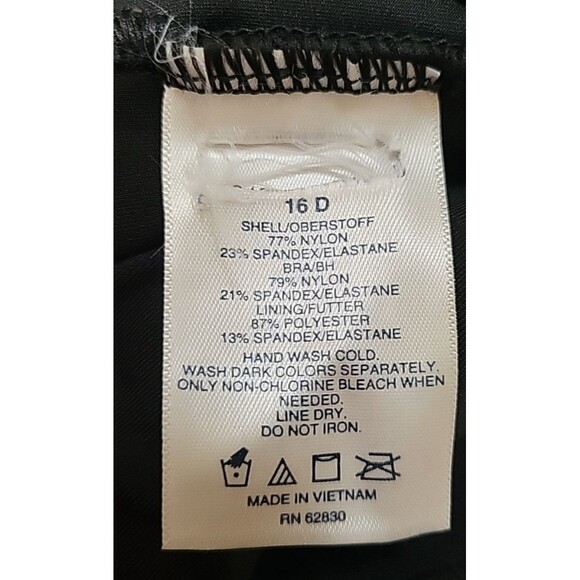 16 D
SHELL/OBERSTOFF
77% NYLON
23% SPANDEX/ELASTANE
BRA/BH
79% NYLON
21% SPANDEX/ELASTANE
LINING/FUTTER
87% POLYESTER
13% SPANDEX/ELASTANE
HAND WASH COLD.
WASH DARK COLORS SEPARATELY.
ONLY NON-CHLORINE BLEACH WHEN
NEEDED.
LINE DRY.
DO NOT IRON.
MADE IN VIETNAM
RN 62830